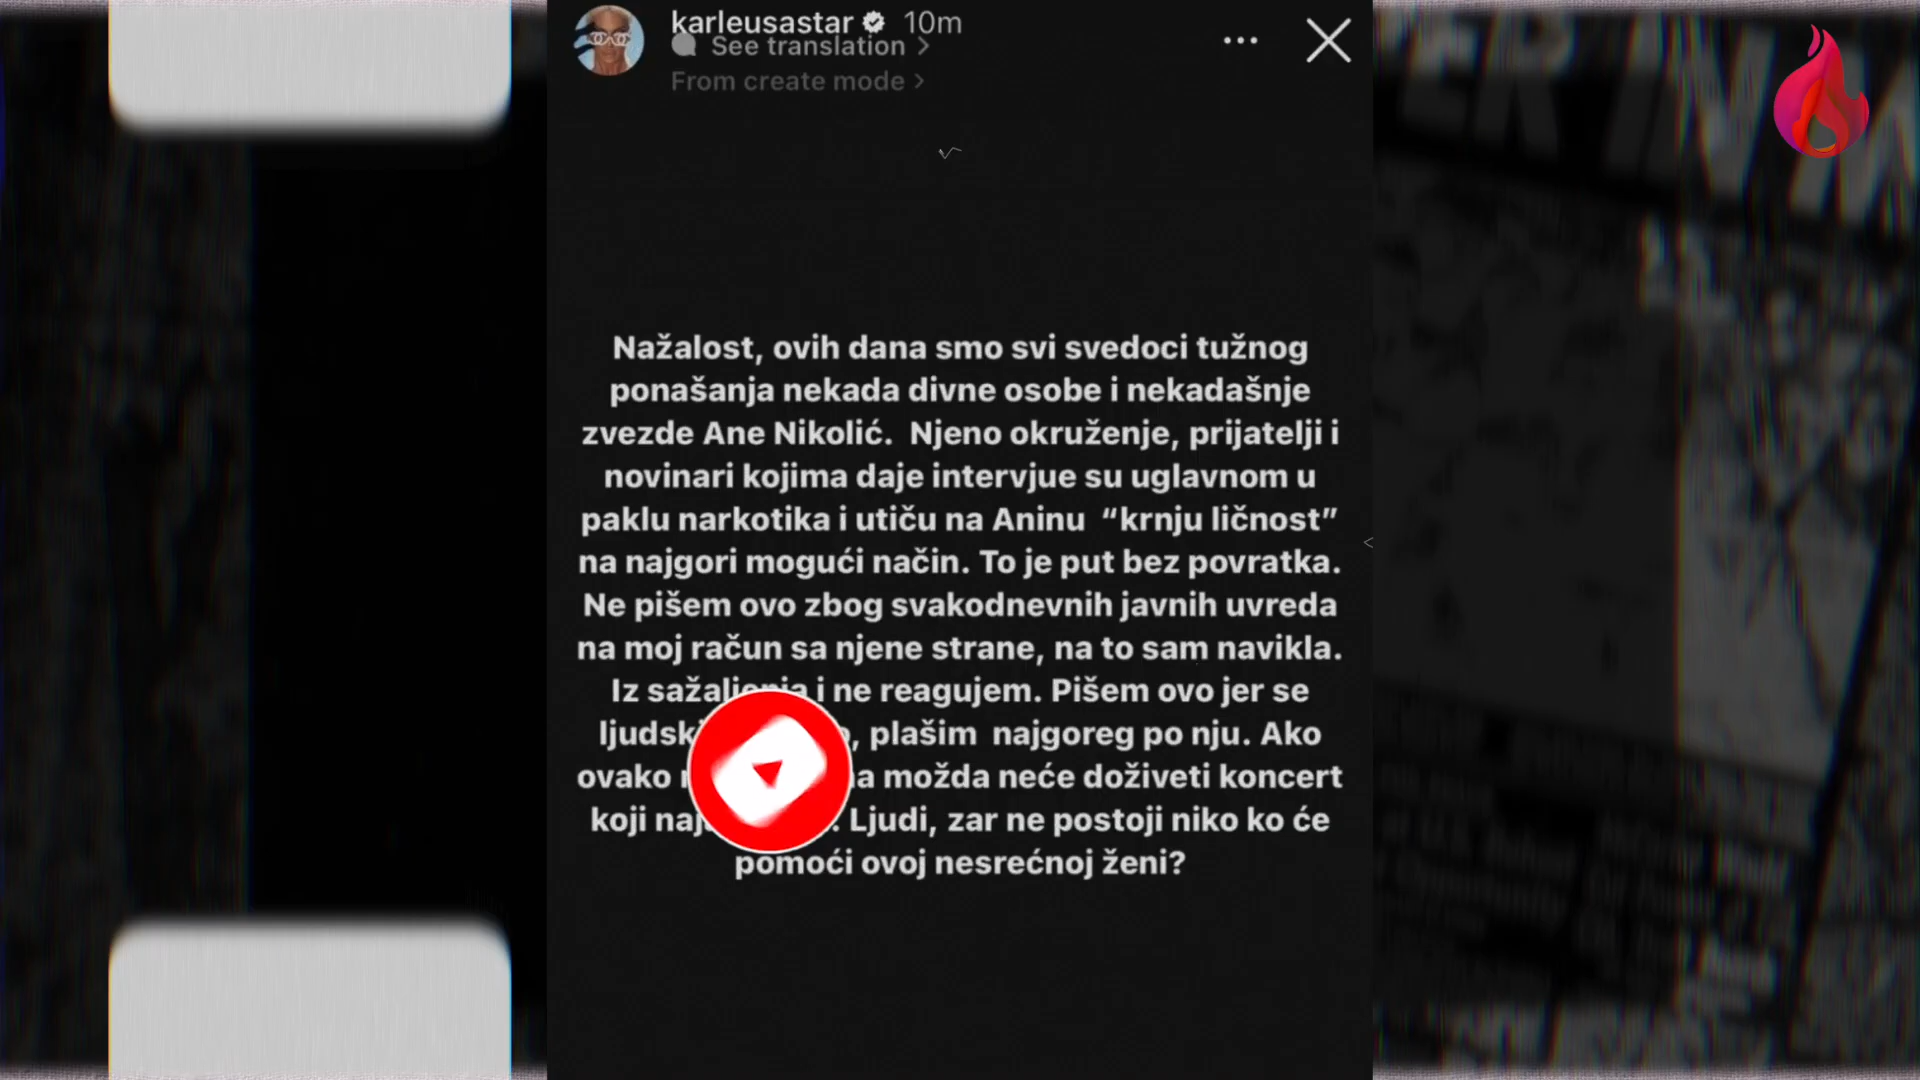 karleusastar 10m
See translation >
From create mode >
Nažalost, ovih dana smo svi svedoci tužnog
ponašanja nekada divne osobe i nekadašnje
zvezde Ane Nikolić. Njeno okruženje, prijatelji i
novinari kojima daje intervjue su uglavnom u
paklu narkotika i utiču na Aninu “krnju ličnost”
na najgori mogući način. To je put bez povratka.
Ne pišem ovo zbog svakodnevnih javnih uvreda
na moj račun sa njene strane, na to sam navikla.
Iz sažaljenja i ne reagujem. Pišem ovo jer se
plašim najgoreg po nju. Ako
ovako možda neće doživeti koncert
koji Ljudi, zar ne postoji niko ko će
pomoći ovoj nesrećnoj ženi?